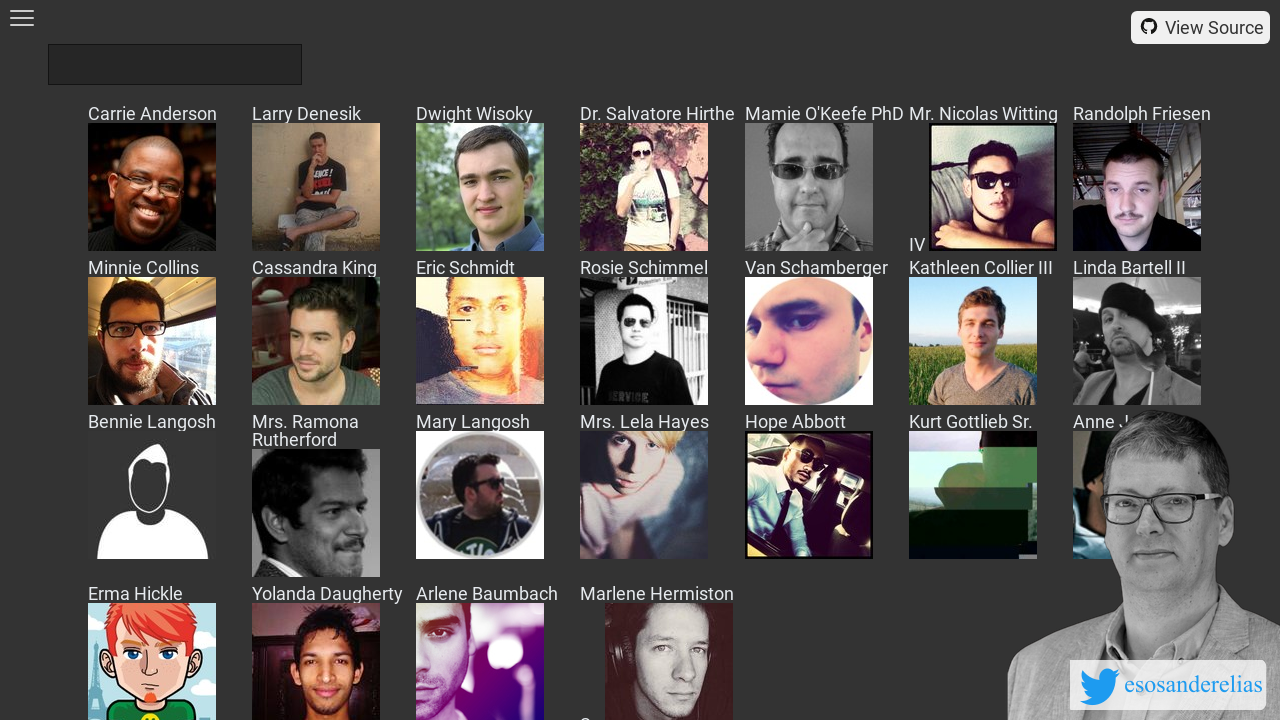 View Source
Carrie Anderson
Larry Denesik
Dwight Wisoky
Dr. Salvatore Hirthe
Mamie O'Keefe PhD
Mr. Nicolas Witting
IV
Randolph Friesen
Minnie Collins
Cassandra King
Eric Schmidt
Rosie Schimmel
Van Schamberger
Kathleen Collier III
Linda Bartell II
Bennie Langosh
Mrs. Ramona
Rutherford
Mary Langosh
Mrs. Lela Hayes
Hope Abbott
Kurt Gottlieb Sr.
Anne
Erma Hickle
Yolanda Daugherty
Arlene Baumbach
Marlene Hermiston
esosanderelias